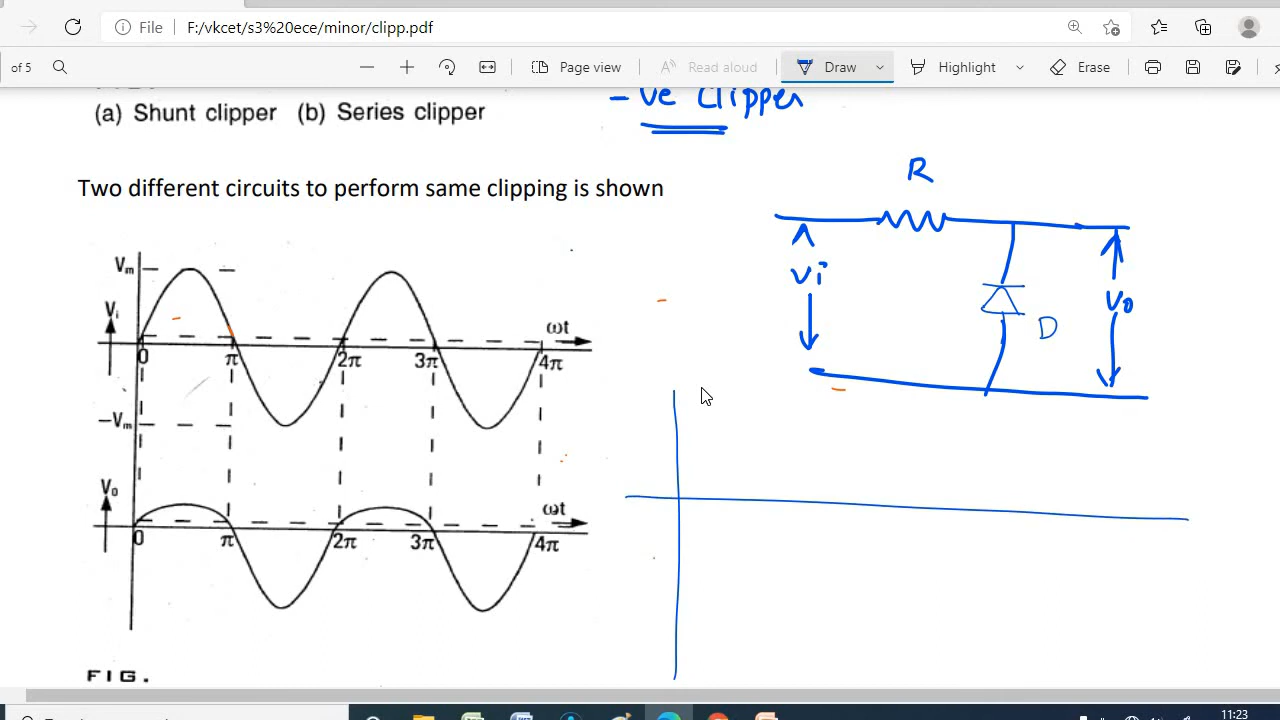 File F:/vkcet/s3%20ece/minor/clipp.pdf
of 5 Page view Read aloud Draw Highlight Erase
- ve clipper
(a) Shunt clipper (b) Series clipper
Two different circuits to perform same clipping is shown
R
Vi
D
Vo
Vm
Vi
ωt
0 π 2π 3π 4π
-Vm
Vo
ωt
0 π 2π 3π 4π
FIG.
11:23